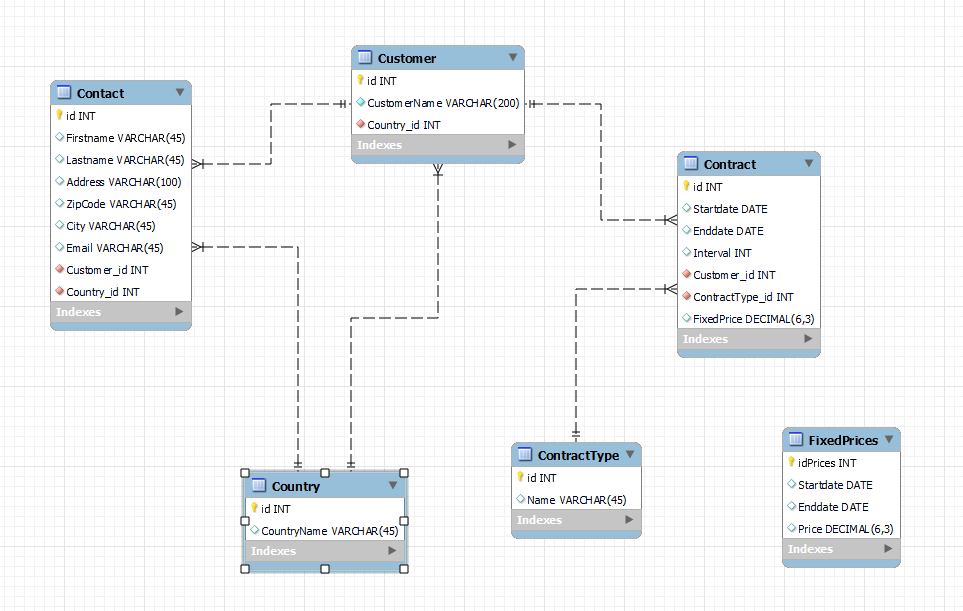 Customer
id INT
CustomerName VARCHAR(200)
Country_id INT
Indexes
Contact
id INT
Firstname VARCHAR(45)
Lastname VARCHAR(45)
Address VARCHAR(100)
ZipCode VARCHAR(45)
City VARCHAR(45)
Email VARCHAR(45)
Customer_id INT
Country_id INT
Indexes
Contract
id INT
Startdate DATE
Enddate DATE
Interval INT
Customer_id INT
ContractType_id INT
FixedPrice DECIMAL(6,3)
Indexes
Country
id INT
CountryName VARCHAR(45)
Indexes
ContractType
id INT
Name VARCHAR(45)
Indexes
FixedPrices
idPrices INT
Startdate DATE
Enddate DATE
Price DECIMAL(6,3)
Indexes